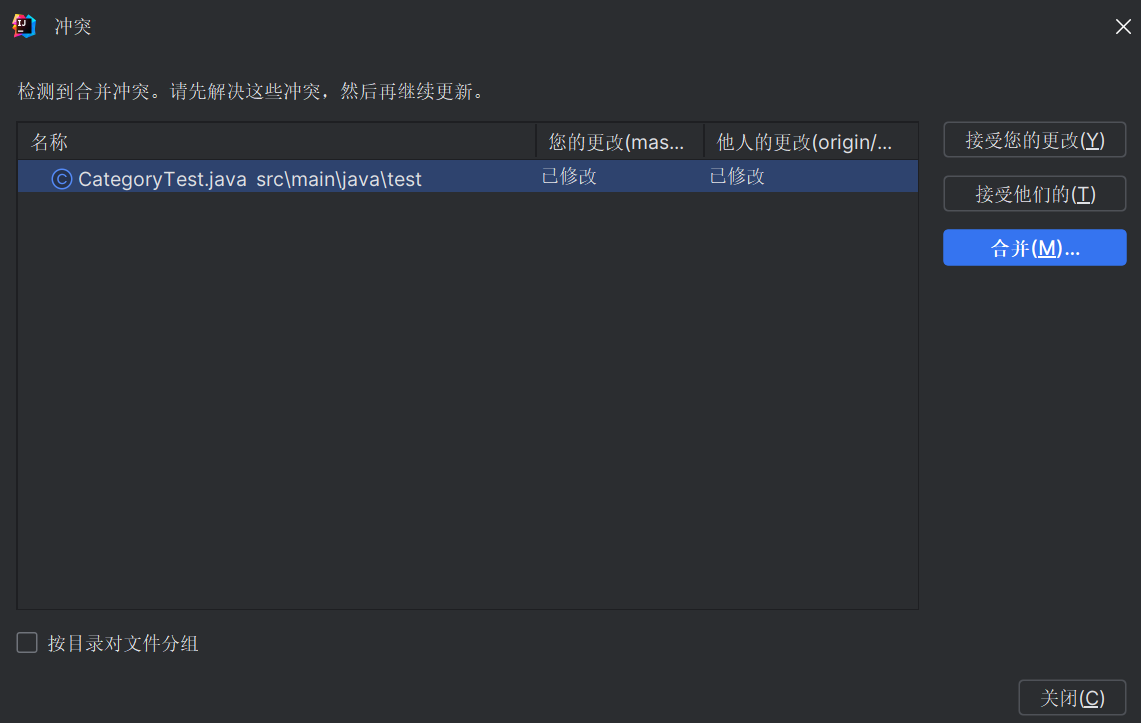 冲突
检测到合并冲突。请先解决这些冲突，然后再继续更新。
名称 您的更改(mas... 他人的更改(origin/...
CategoryTest.java src\main\java\test 已修改 已修改
接受您的更改(Y)
接受他们的(T)
合并(M)...
按目录对文件分组
关闭(C)